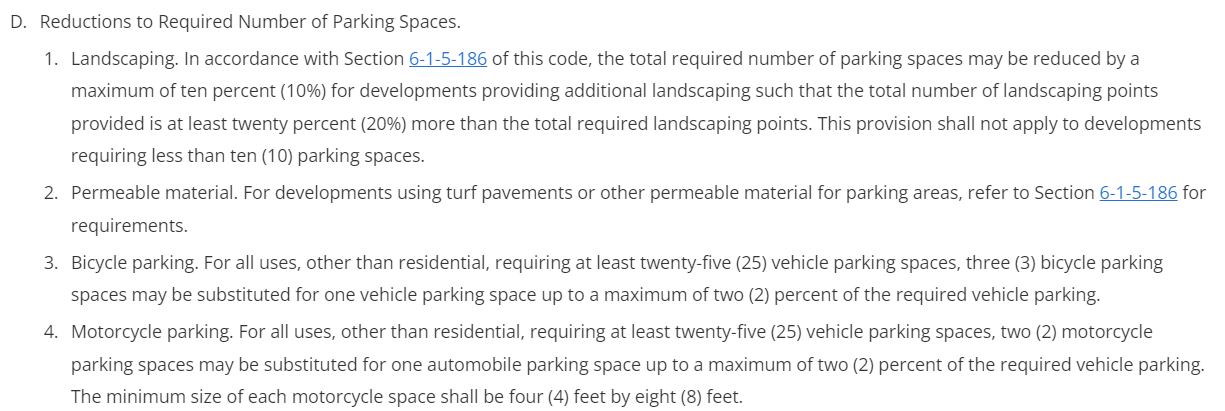 D. Reductions to Required Number of Parking Spaces.
1. Landscaping. In accordance with Section 6-1-5-186 of this code, the total required number of parking spaces may be reduced by a
maximum of ten percent (10%) for developments providing additional landscaping such that the total number of landscaping points
provided is at least twenty percent (20%) more than the total required landscaping points. This provision shall not apply to developments
requiring less than ten (10) parking spaces.
2. Permeable material. For developments using turf pavements or other permeable material for parking areas, refer to Section 6-1-5-186 for
requirements.
3. Bicycle parking. For all uses, other than residential, requiring at least twenty-five (25) vehicle parking spaces, three (3) bicycle parking
spaces may be substituted for one vehicle parking space up to a maximum of two (2) percent of the required vehicle parking.
4. Motorcycle parking. For all uses, other than residential, requiring at least twenty-five (25) vehicle parking spaces, two (2) motorcycle
parking spaces may be substituted for one automobile parking space up to a maximum of two (2) percent of the required vehicle parking.
The minimum size of each motorcycle space shall be four (4) feet by eight (8) feet.